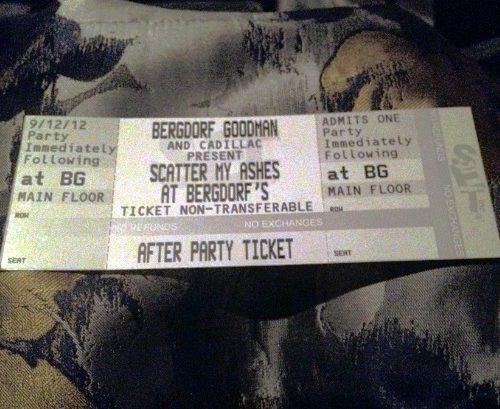 9/12/12
Party
Immediately
Following
at BG
MAIN FLOOR
ROW
SEAT
BERGDORF GOODMAN
AND CADILLAC
PRESENT
SCATTER MY ASHES
AT BERGDORF'S
TICKET NON-TRANSFERABLE
NO REFUNDS NO EXCHANGES
AFTER PARTY TICKET
ADMITS ONE
Party
Immediately
Following
at BG
MAIN FLOOR
ROW
SEAT